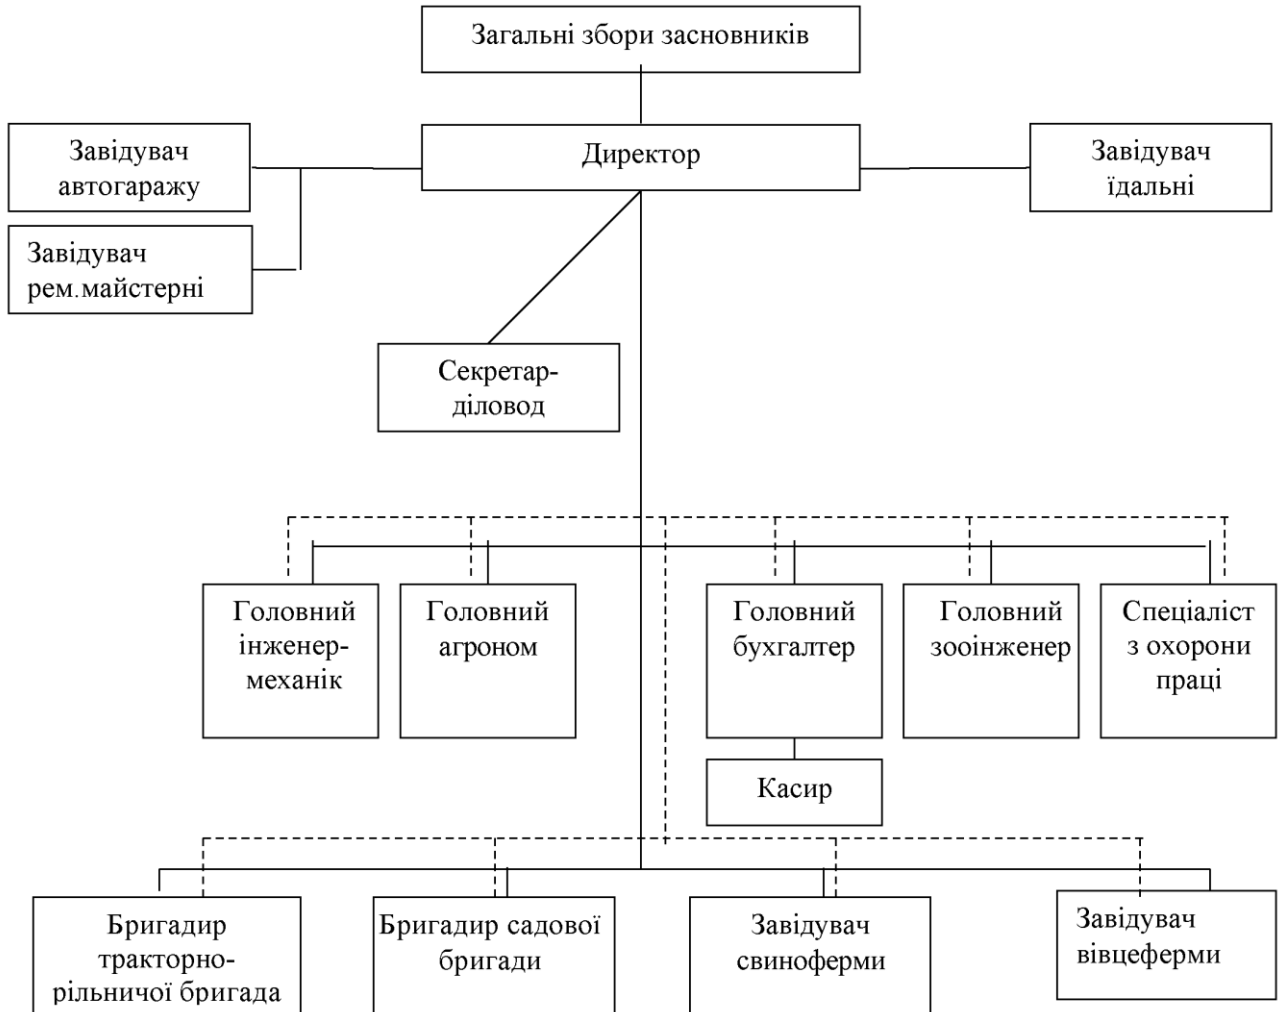 Загальні збори засновників
Директор
Завідувач
автогаражу
Завідувач
їдальні
Завідувач
рем.майстерні
Секретар-
діловод
Головний
інженер-
механік
Головний
агроном
Головний
бухгалтер
Головний
зооінженер
Спеціаліст
з охорони
праці
Касир
Бригадир
тракторно-
рільничої бригада
Бригадир садової
бригади
Завідувач
свиноферми
Завідувач
вівцеферми